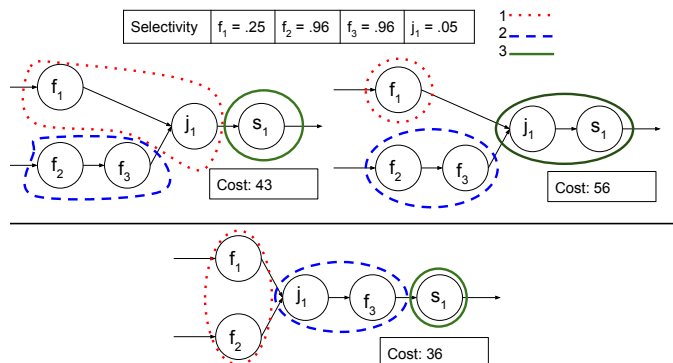 Selectivity f₁ = .25 f₂ = .96 f₃ = .96 j₁ = .05
1
2
3
f₁
j₁
s₁
f₂
f₃
Cost: 43
f₁
j₁
s₁
f₂
f₃
Cost: 56
f₁
j₁
f₃
s₁
f₂
Cost: 36